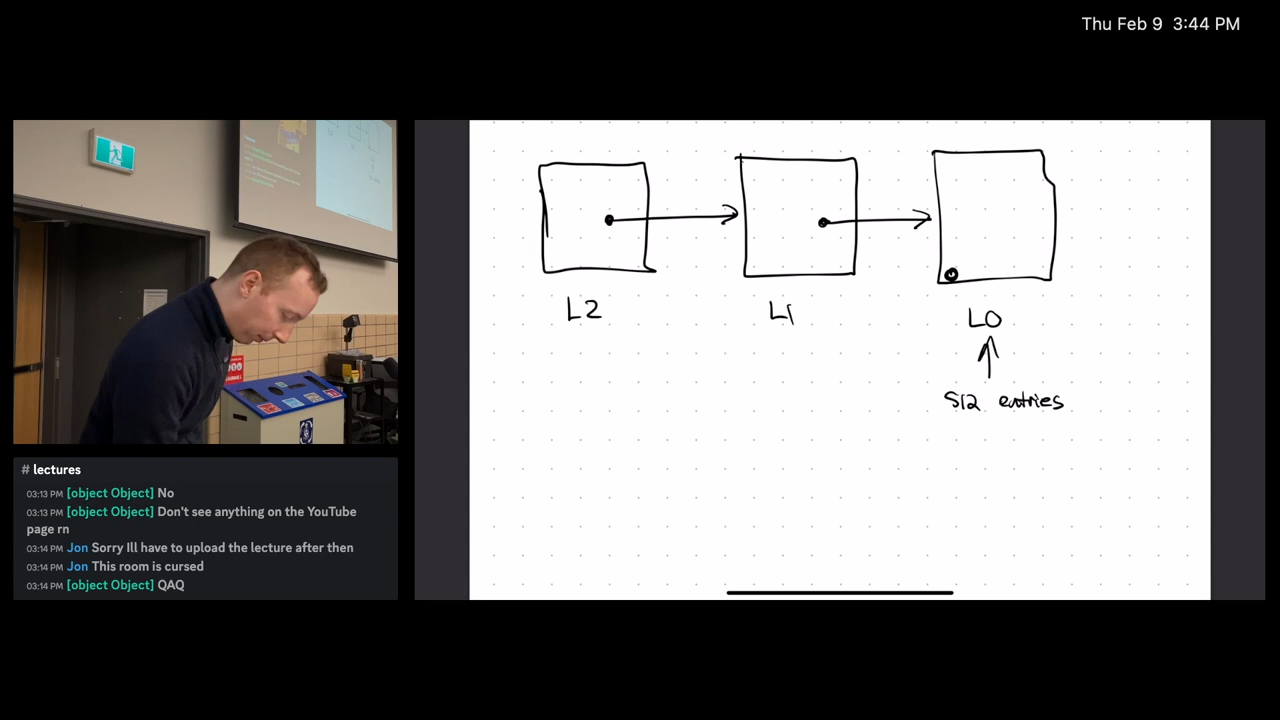 Thu Feb 9 3:44 PM
L2
L1
L0
512 entries
# lectures
03:13 PM [object Object] No
03:13 PM [object Object] Don't see anything on the YouTube
page rn
03:14 PM Jon Sorry Ill have to upload the lecture after then
03:14 PM Jon This room is cursed
03:14 PM [object Object] QAQ